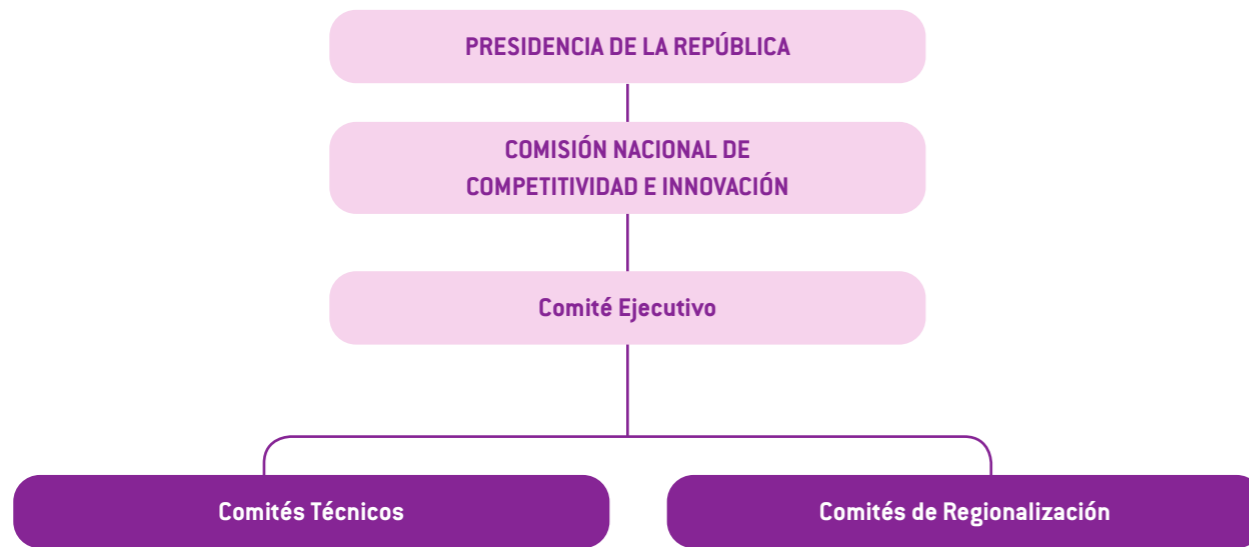 PRESIDENCIA DE LA REPÚBLICA
COMISIÓN NACIONAL DE
COMPETITIVIDAD E INNOVACIÓN
Comité Ejecutivo
Comités Técnicos
Comités de Regionalización